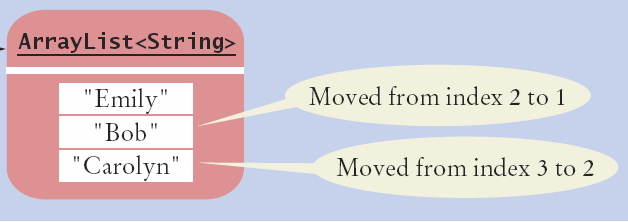 ArrayList<String>
"Emily"
"Bob"
"Carolyn"
Moved from index 2 to 1
Moved from index 3 to 2